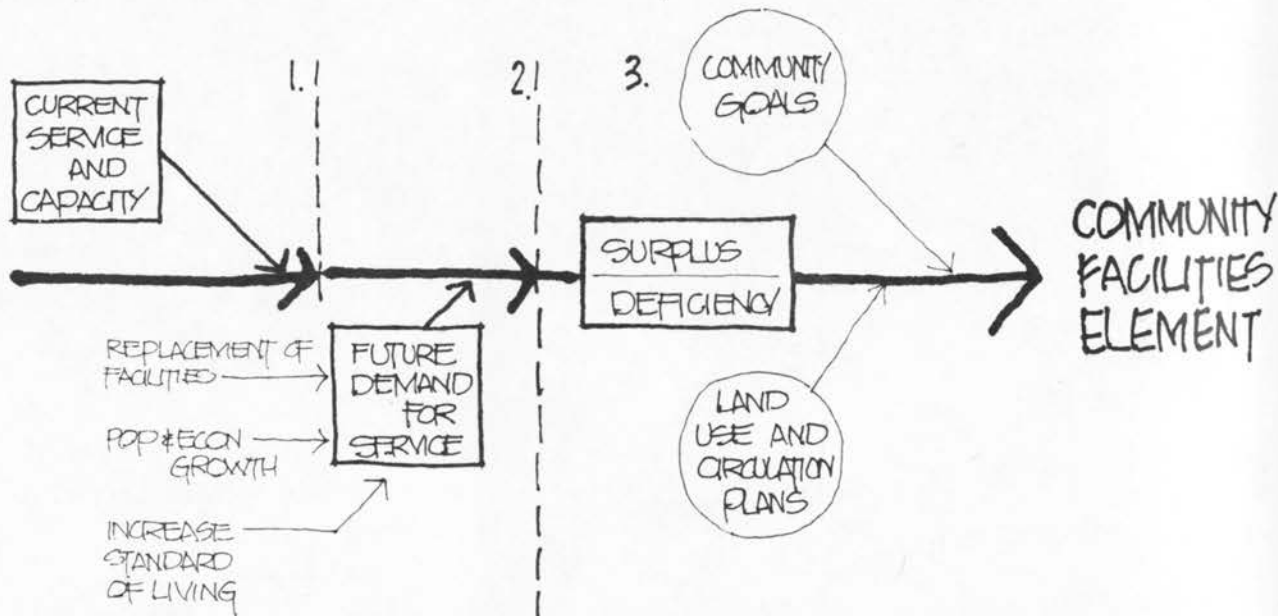 CURRENT
SERVICE
AND
CAPACITY
1.
2.
3.
COMMUNITY
GOALS
SURPLUS
DEFICIENCY
COMMUNITY
FACILITIES
ELEMENT
REPLACEMENT OF
FACILITIES
POP & ECON
GROWTH
INCREASE
STANDARD
OF LIVING
FUTURE
DEMAND
FOR
SERVICE
LAND
USE AND
CIRCULATION
PLANS